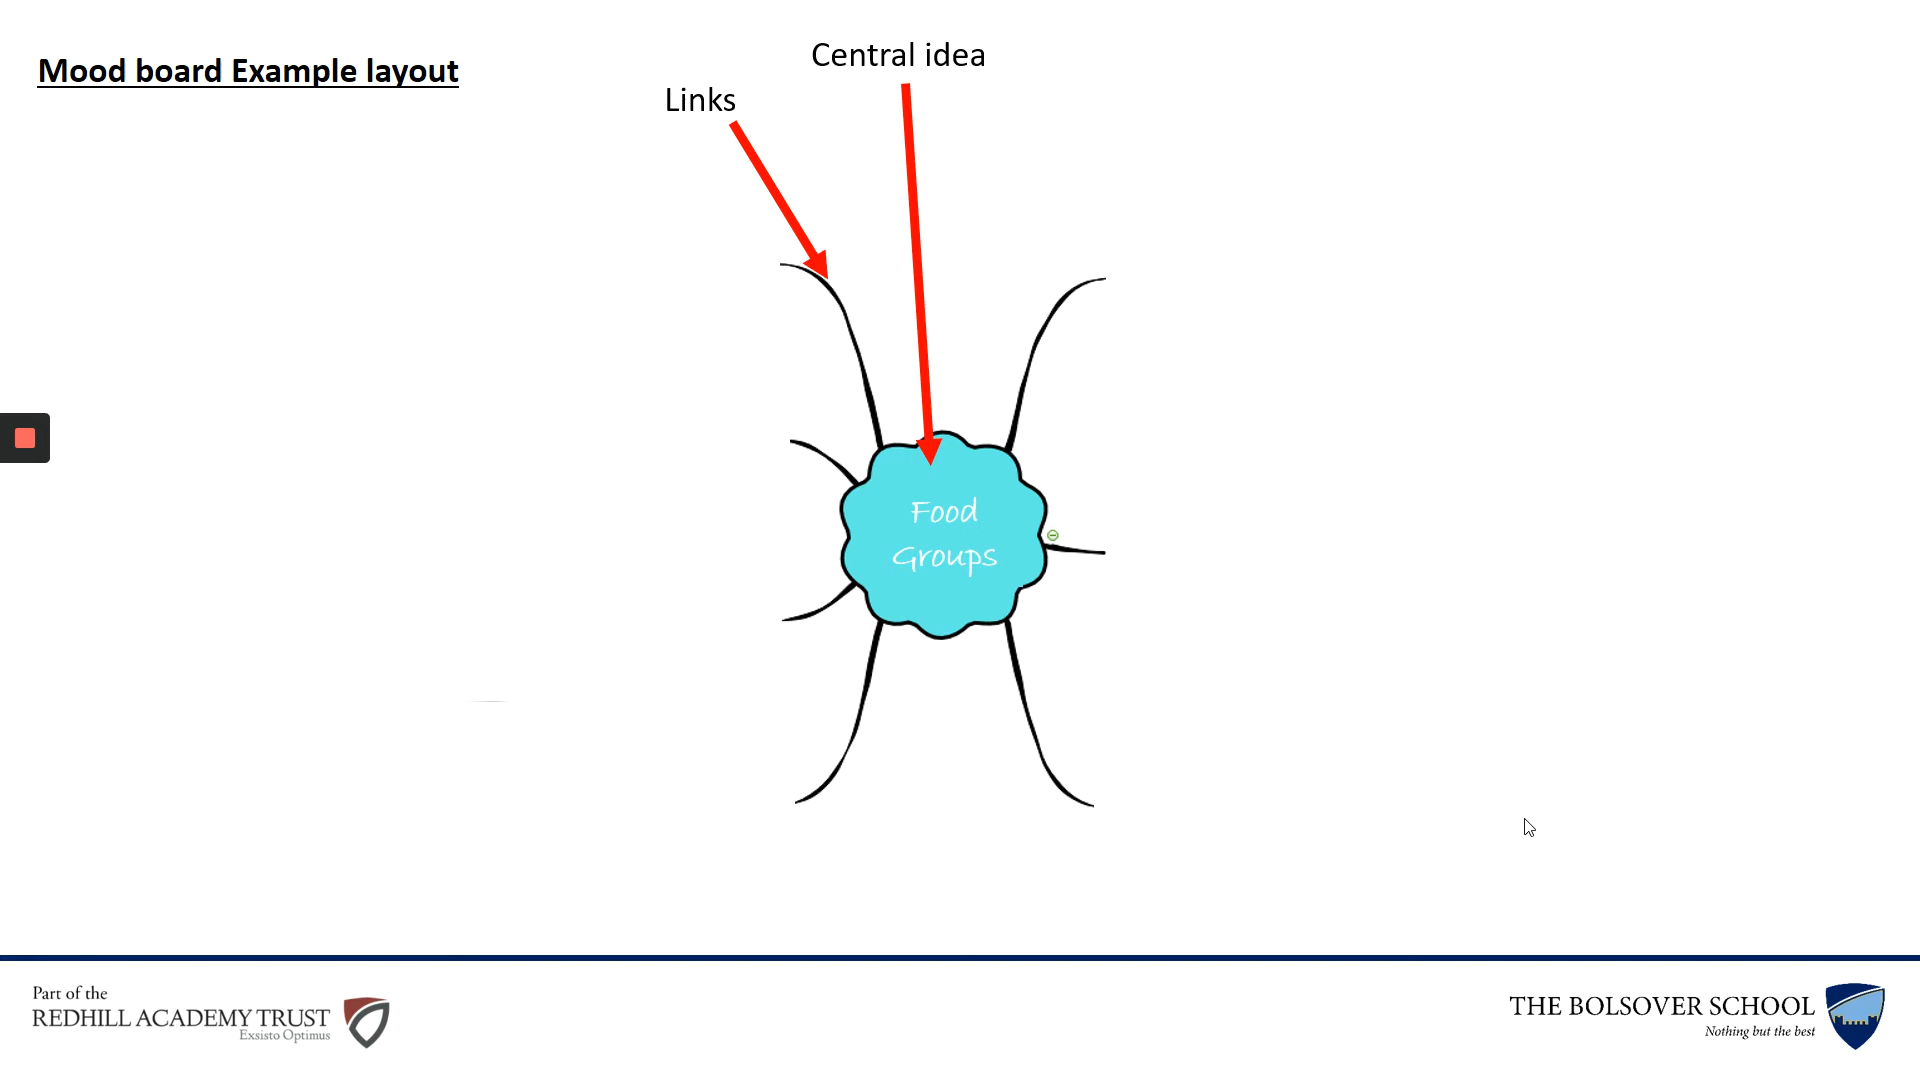 Mood board Example layout
Central idea
Links
Food
Groups
Part of the
REDHILL ACADEMY TRUST
Exsisto Optimus
THE BOLSOVER SCHOOL
Nothing but the best